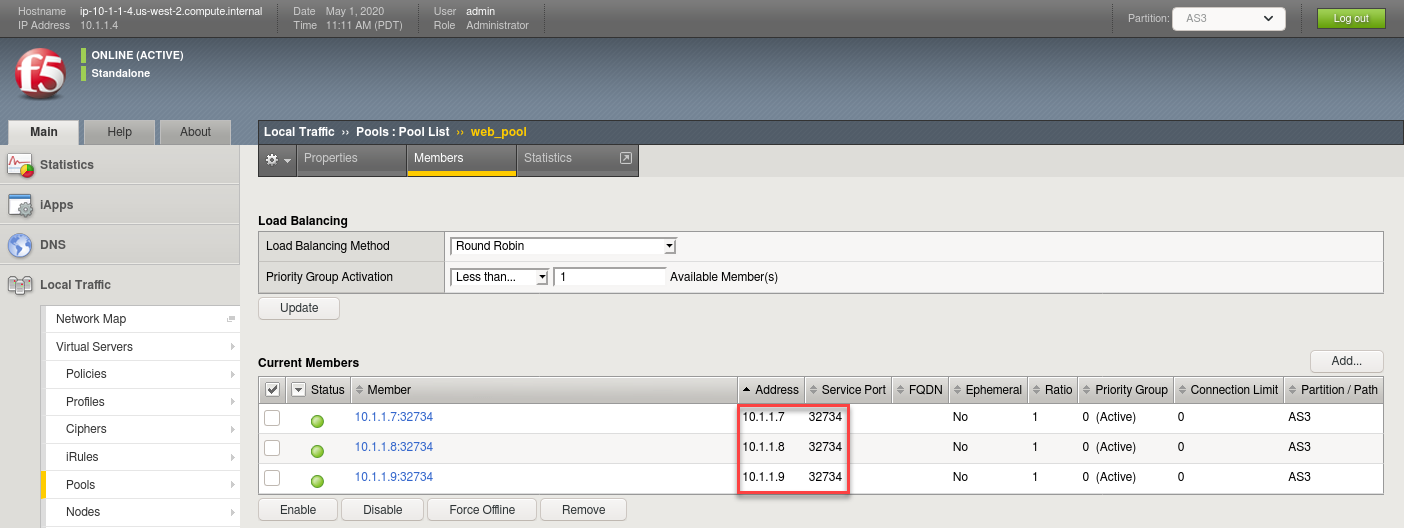 Hostname ip-10-1-1-4.us-west-2.compute.internal Date May 1, 2020 User admin
IP Address 10.1.1.4 Time 11:11 AM (PDT) Role Administrator
Partition: AS3 Log out
f5
ONLINE (ACTIVE)
Standalone
Main Help About
Local Traffic ›› Pools : Pool List ›› web_pool
Properties Members Statistics
Statistics
iApps
DNS
Local Traffic
Network Map
Virtual Servers
Policies
Profiles
Ciphers
iRules
Pools
Nodes
Load Balancing
Load Balancing Method Round Robin
Priority Group Activation Less than... 1 Available Member(s)
Update
Current Members Add...
Status Member Address Service Port FQDN Ephemeral Ratio Priority Group Connection Limit Partition / Path
10.1.1.7:32734 10.1.1.7 32734 No 1 0 (Active) 0 AS3
10.1.1.8:32734 10.1.1.8 32734 No 1 0 (Active) 0 AS3
10.1.1.9:32734 10.1.1.9 32734 No 1 0 (Active) 0 AS3
Enable Disable Force Offline Remove